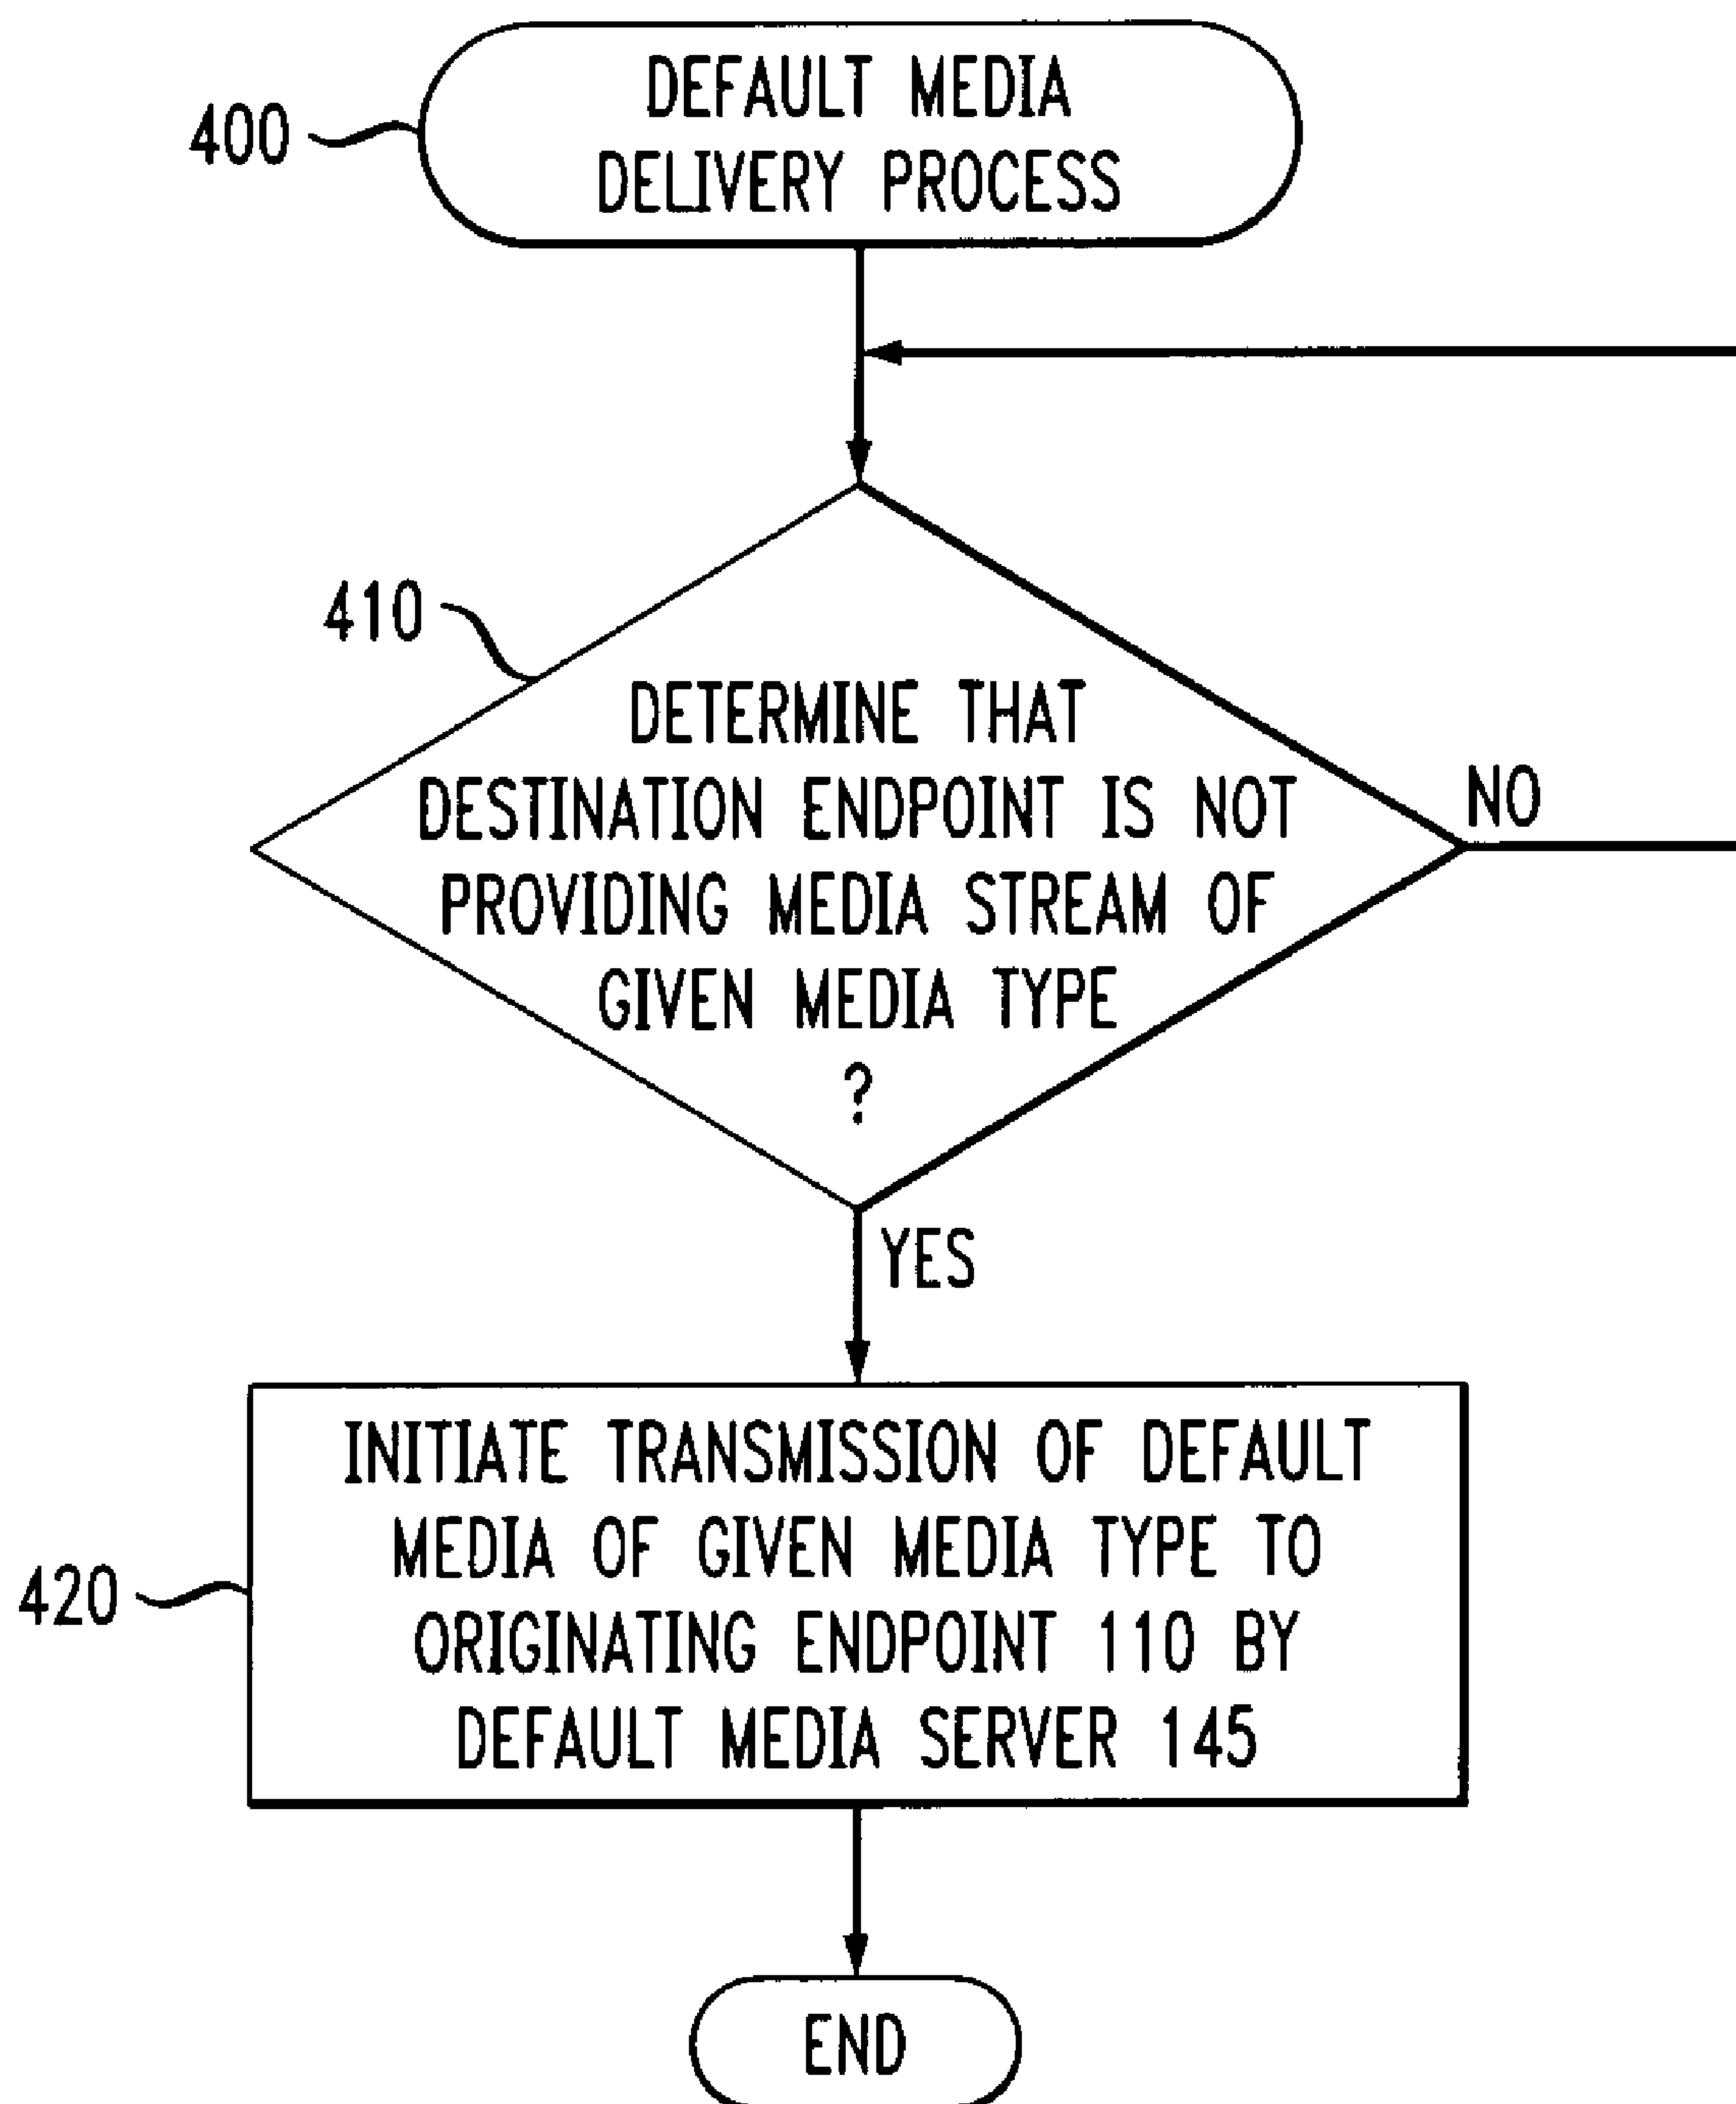 400
DEFAULT MEDIA
DELIVERY PROCESS
410
DETERMINE THAT
DESTINATION ENDPOINT IS NOT
PROVIDING MEDIA STREAM OF
GIVEN MEDIA TYPE
?
NO
YES
420
INITIATE TRANSMISSION OF DEFAULT
MEDIA OF GIVEN MEDIA TYPE TO
ORIGINATING ENDPOINT 110 BY
DEFAULT MEDIA SERVER 145
END